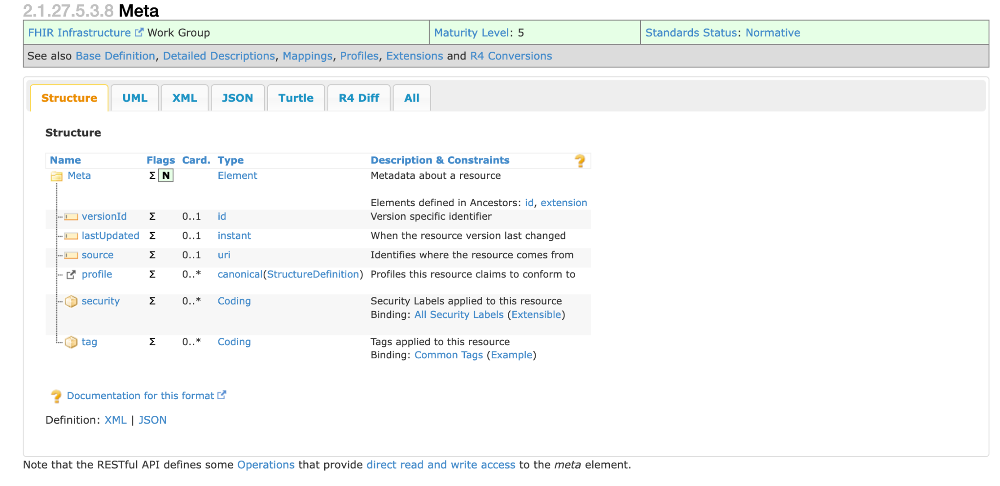 2.1.27.5.3.8 Meta
FHIR Infrastructure Work Group Maturity Level: 5 Standards Status: Normative
See also Base Definition, Detailed Descriptions, Mappings, Profiles, Extensions and R4 Conversions
Structure UML XML JSON Turtle R4 Diff All
Structure
Name Flags Card. Type Description & Constraints
Meta Σ N Element Metadata about a resource
Elements defined in Ancestors: id, extension
versionId Σ 0..1 id Version specific identifier
lastUpdated Σ 0..1 instant When the resource version last changed
source Σ 0..1 uri Identifies where the resource comes from
profile Σ 0..* canonical(StructureDefinition) Profiles this resource claims to conform to
security Σ 0..* Coding Security Labels applied to this resource
Binding: All Security Labels (Extensible)
tag Σ 0..* Coding Tags applied to this resource
Binding: Common Tags (Example)
Documentation for this format
Definition: XML | JSON
Note that the RESTful API defines some Operations that provide direct read and write access to the meta element.